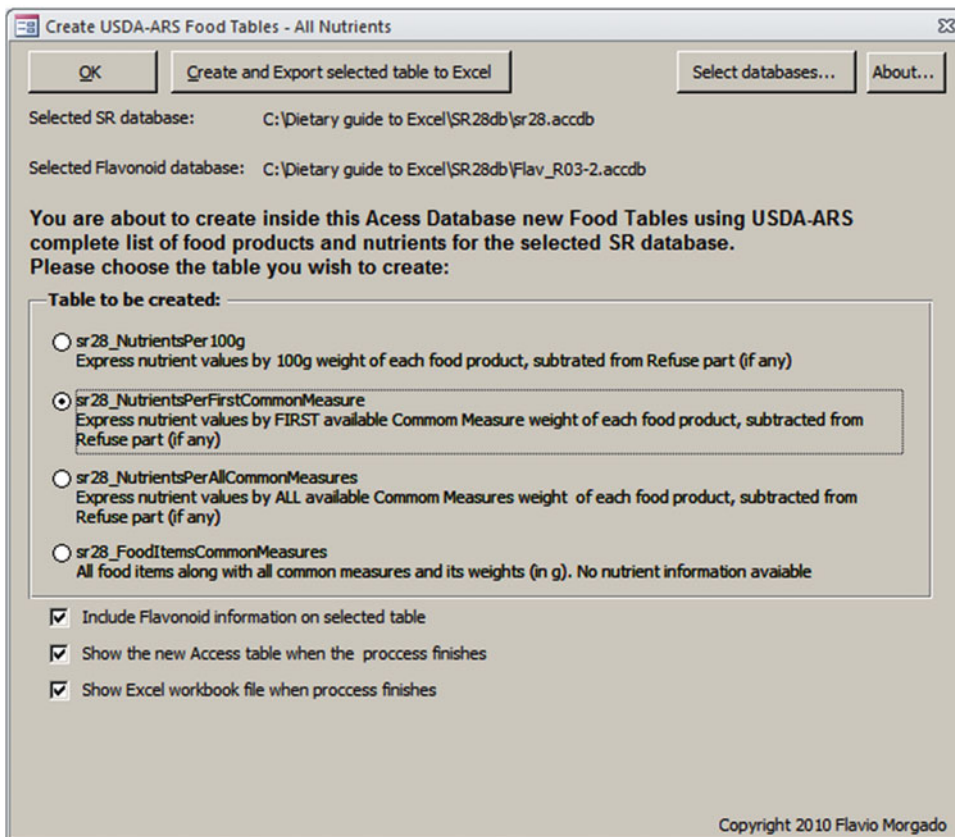 Create USDA-ARS Food Tables - All Nutrients
OK
Create and Export selected table to Excel
Select databases...
About...
Selected SR database: C:\Dietary guide to Excel\SR28db\sr28.accdb
Selected Flavonoid database: C:\Dietary guide to Excel\SR28db\Flav_R03-2.accdb
You are about to create inside this Acess Database new Food Tables using USDA-ARS
complete list of food products and nutrients for the selected SR database.
Please choose the table you wish to create:
Table to be created:
sr28_NutrientsPer100g
Express nutrient values by 100g weight of each food product, subtrated from Refuse part (if any)
sr28_NutrientsPerFirstCommonMeasure
Express nutrient values by FIRST available Commom Measure weight of each food product, subtracted from
Refuse part (if any)
sr28_NutrientsPerAllCommonMeasures
Express nutrient values by ALL available Commom Measures weight of each food product, subtracted from
Refuse part (if any)
sr28_FoodItemsCommonMeasures
All food items along with all common measures and its weights (in g). No nutrient information avaiable
Include Flavonoid information on selected table
Show the new Access table when the proccess finishes
Show Excel workbook file when proccess finishes
Copyright 2010 Flavio Morgado